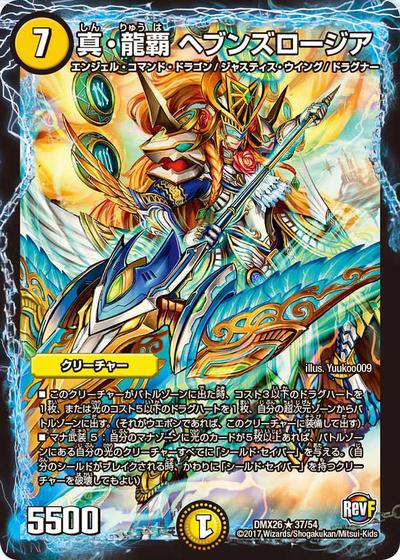 7
しん りゅう は
真・龍覇 ヘブンズロージア
エンジェル・コマンド・ドラゴン/ジャスティス・ウイング/ドラグナー
クリーチャー
illus. Yuukoo009
■このクリーチャーがバトルゾーンに出た時、コスト3以下のドラグハートを
1枚、または光のコスト5以下のドラグハートを1枚、自分の超次元ゾーンからバ
トルゾーンに出す。(それがウエポンであれば、このクリーチャーに装備して出す)
■マナ武装 5:自分のマナゾーンに光のカードが5枚以上あれば、バトルゾー
ンにある自分の光のクリーチャーすべてに「シールド・セイバー」を与える。(自
分のシールドがブレイクされる時、かわりに「シールド・セイバー」を持つクリ
ーチャーを破壊してもよい)
5500
1
RevF
DMX26 ★ 37/54
©2017 Wizards/Shogakukan/Mitsui-Kids